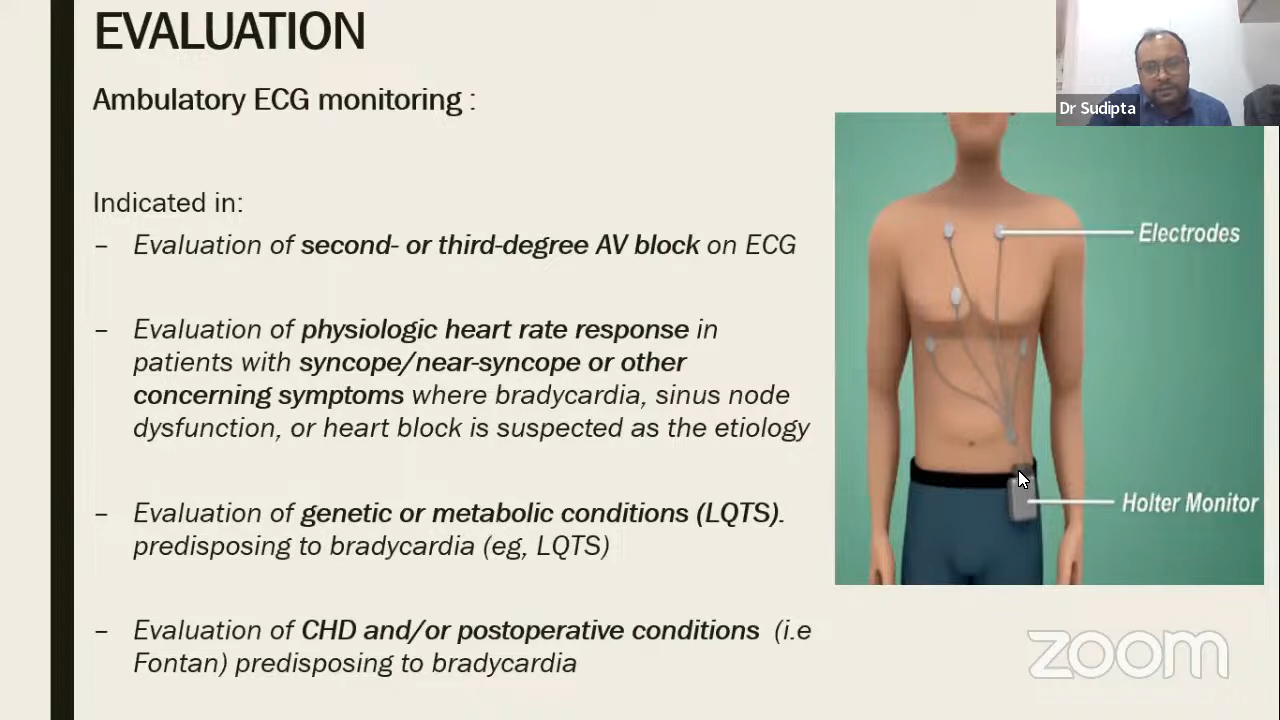 EVALUATION
Ambulatory ECG monitoring :
Indicated in:
– Evaluation of second- or third-degree AV block on ECG
– Evaluation of physiologic heart rate response in
patients with syncope/near-syncope or other
concerning symptoms where bradycardia, sinus node
dysfunction, or heart block is suspected as the etiology
– Evaluation of genetic or metabolic conditions (LQTS).
predisposing to bradycardia (eg, LQTS)
– Evaluation of CHD and/or postoperative conditions (i.e
Fontan) predisposing to bradycardia
Dr Sudipta
Electrodes
Holter Monitor
zoom